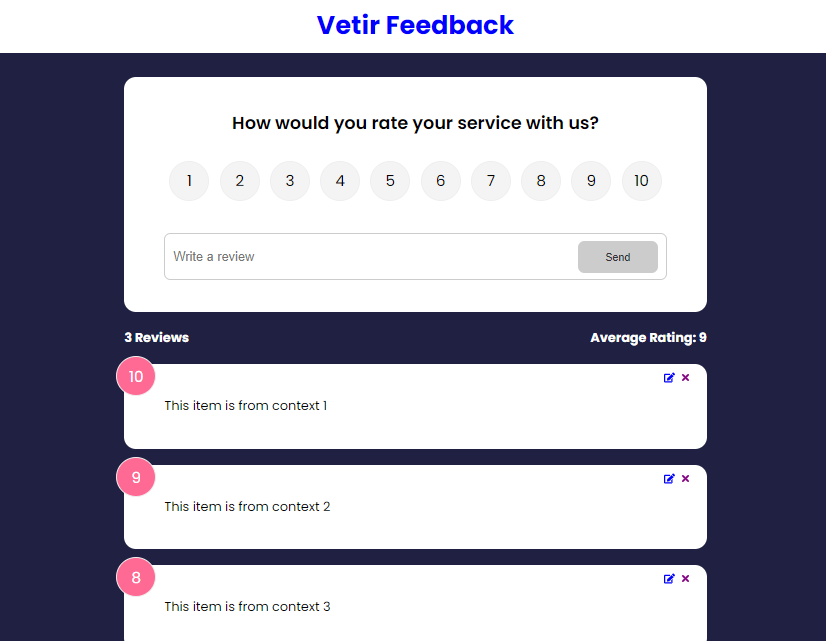 Vetir Feedback
How would you rate your service with us?
1 2 3 4 5 6 7 8 9 10
Write a review Send
3 Reviews Average Rating: 9
10
This item is from context 1
9
This item is from context 2
8
This item is from context 3